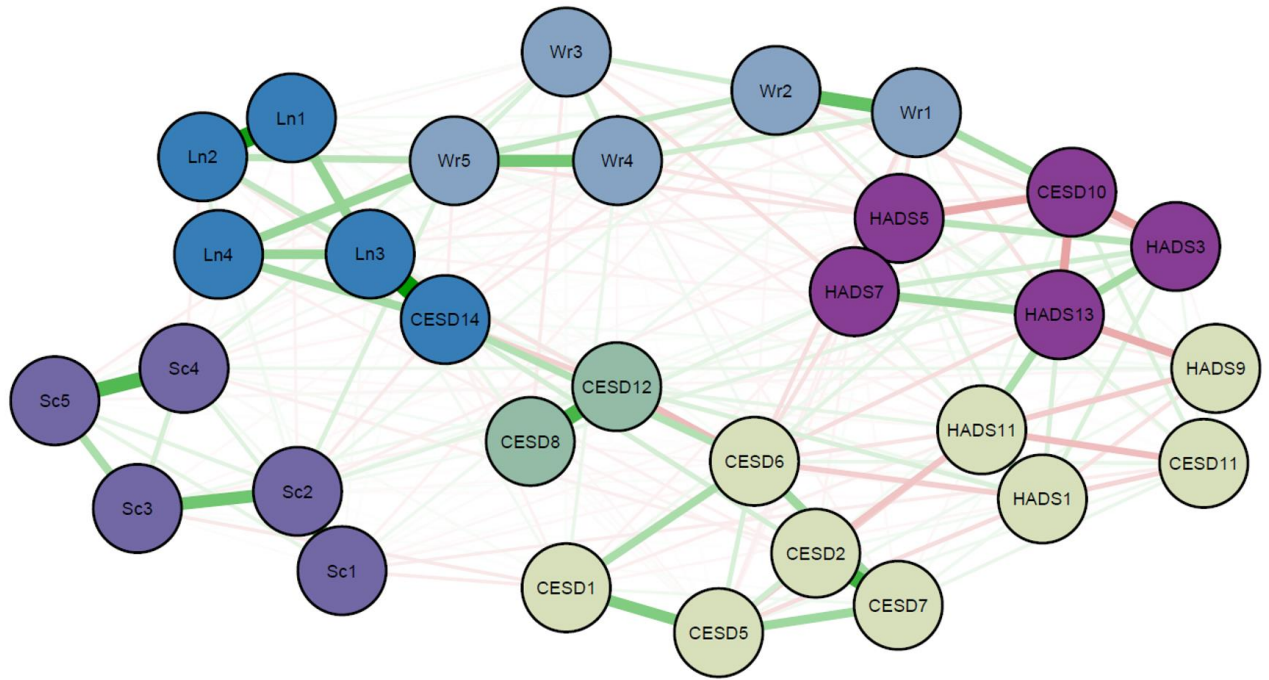 Wr3
Wr2
Wr1
Ln1
Ln2
Wr5
Wr4
CESD10
HADS5
HADS3
Ln4
Ln3
HADS7
HADS13
CESD14
Sc4
HADS9
Sc5
CESD12
CESD8
HADS11
CESD6
CESD11
Sc2
HADS1
Sc3
CESD2
Sc1
CESD1
CESD7
CESD5